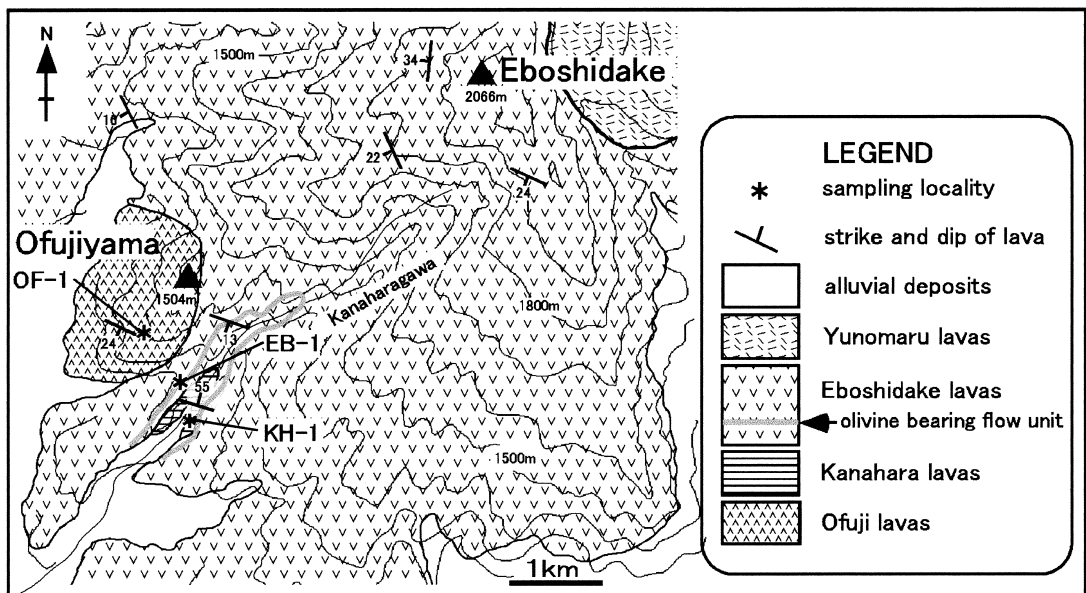 N
1500m
34
Eboshidake
2066m
16
22
24
Ofujiyama
OF-1
1504m
Kanaharagawa
1800m
24
13
EB-1
55
KH-1
1500m
1km
LEGEND
sampling locality
strike and dip of lava
alluvial deposits
Yunomaru lavas
Eboshidake lavas
olivine bearing flow unit
Kanahara lavas
Ofuji lavas